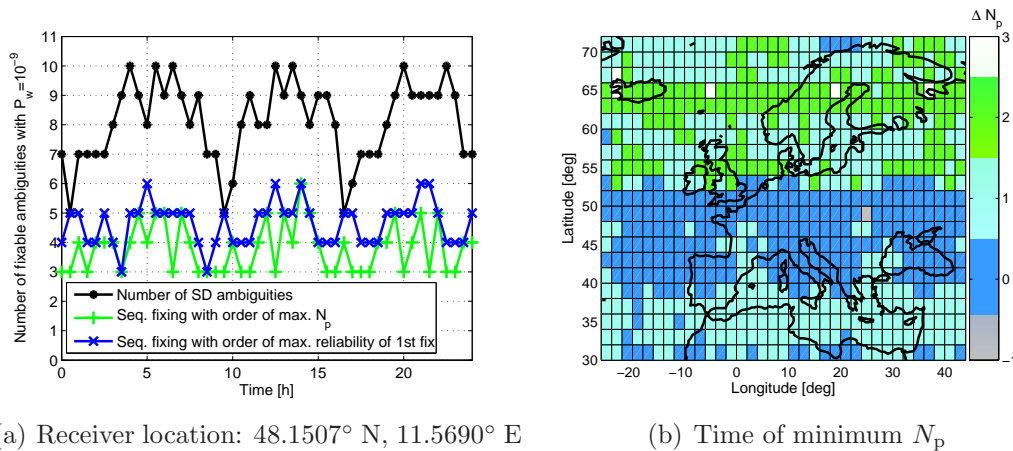 Number of fixable ambiguities with P_w=10^-9
11
10
9
8
7
6
5
4
3
2
1
0
Number of SD ambiguities
Seq. fixing with order of max. N_p
Seq. fixing with order of max. reliability of 1st fix
0 5 10 15 20
Time [h]
(a) Receiver location: 48.1507° N, 11.5690° E
Δ N_p
Latitude [deg]
70
65
60
55
50
45
40
35
30
−20 −10 0 10 20 30 40
Longitude [deg]
3
2
1
0
−1
(b) Time of minimum N_p